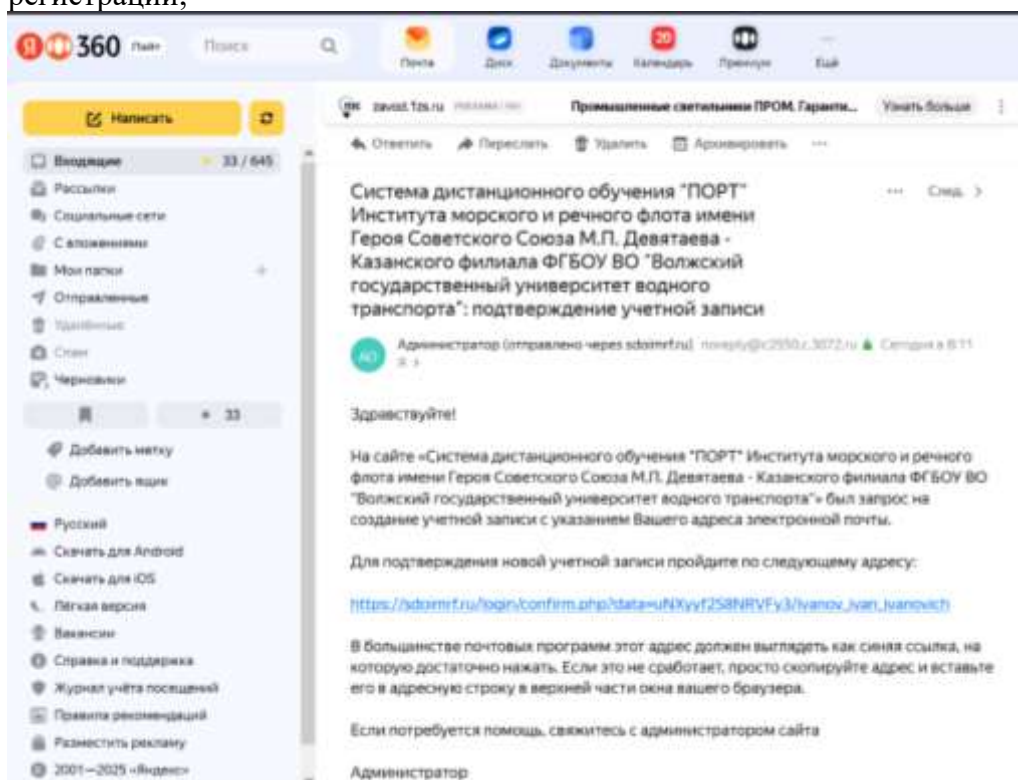 регистрации;
Я 360 Поиск
Почта Диск Документы Календарь Премиум Ещё
20
Написать
Входящие 33 / 645
Рассылки
Социальные сети
С вложениями
Мои папки +
Отправленные
Удалённые
Спам
Черновики
33
Добавить метку
Добавить ящик
Русский
Скачать для Android
Скачать для iOS
Лёгкая версия
Вакансии
Справка и поддержка
Журнал учёта посещений
Правила рекомендаций
Разместить рекламу
2001—2025 «Яндекс»
Промышленные светильники ПРОМ. Гаранти... Узнать больше
Ответить Переслать Удалить Архивировать ...
Система дистанционного обучения "ПОРТ" ... След. >
Института морского и речного флота имени
Героя Советского Союза М.П. Девятаева -
Казанского филиала ФГБОУ ВО "Волжский
государственный университет водного
транспорта": подтверждение учетной записи
АО
Администратор (отправлено через sdoimrf.ru) Сегодня в 8:11
Здравствуйте!
На сайте «Система дистанционного обучения "ПОРТ" Института морского и речного
флота имени Героя Советского Союза М.П. Девятаева - Казанского филиала ФГБОУ ВО
"Волжский государственный университет водного транспорта"» был запрос на
создание учетной записи с указанием Вашего адреса электронной почты.
Для подтверждения новой учетной записи пройдите по следующему адресу:
https://sdoimrf.ru/login/confirm.php?data=uNXyyf2S8NRVFy3/ivanov_ivan_ivanovich
В большинстве почтовых программ этот адрес должен выглядеть как синяя ссылка, на
которую достаточно нажать. Если это не сработает, просто скопируйте адрес и вставьте
его в адресную строку в верхней части окна вашего браузера.
Если потребуется помощь, свяжитесь с администратором сайта
Администратор